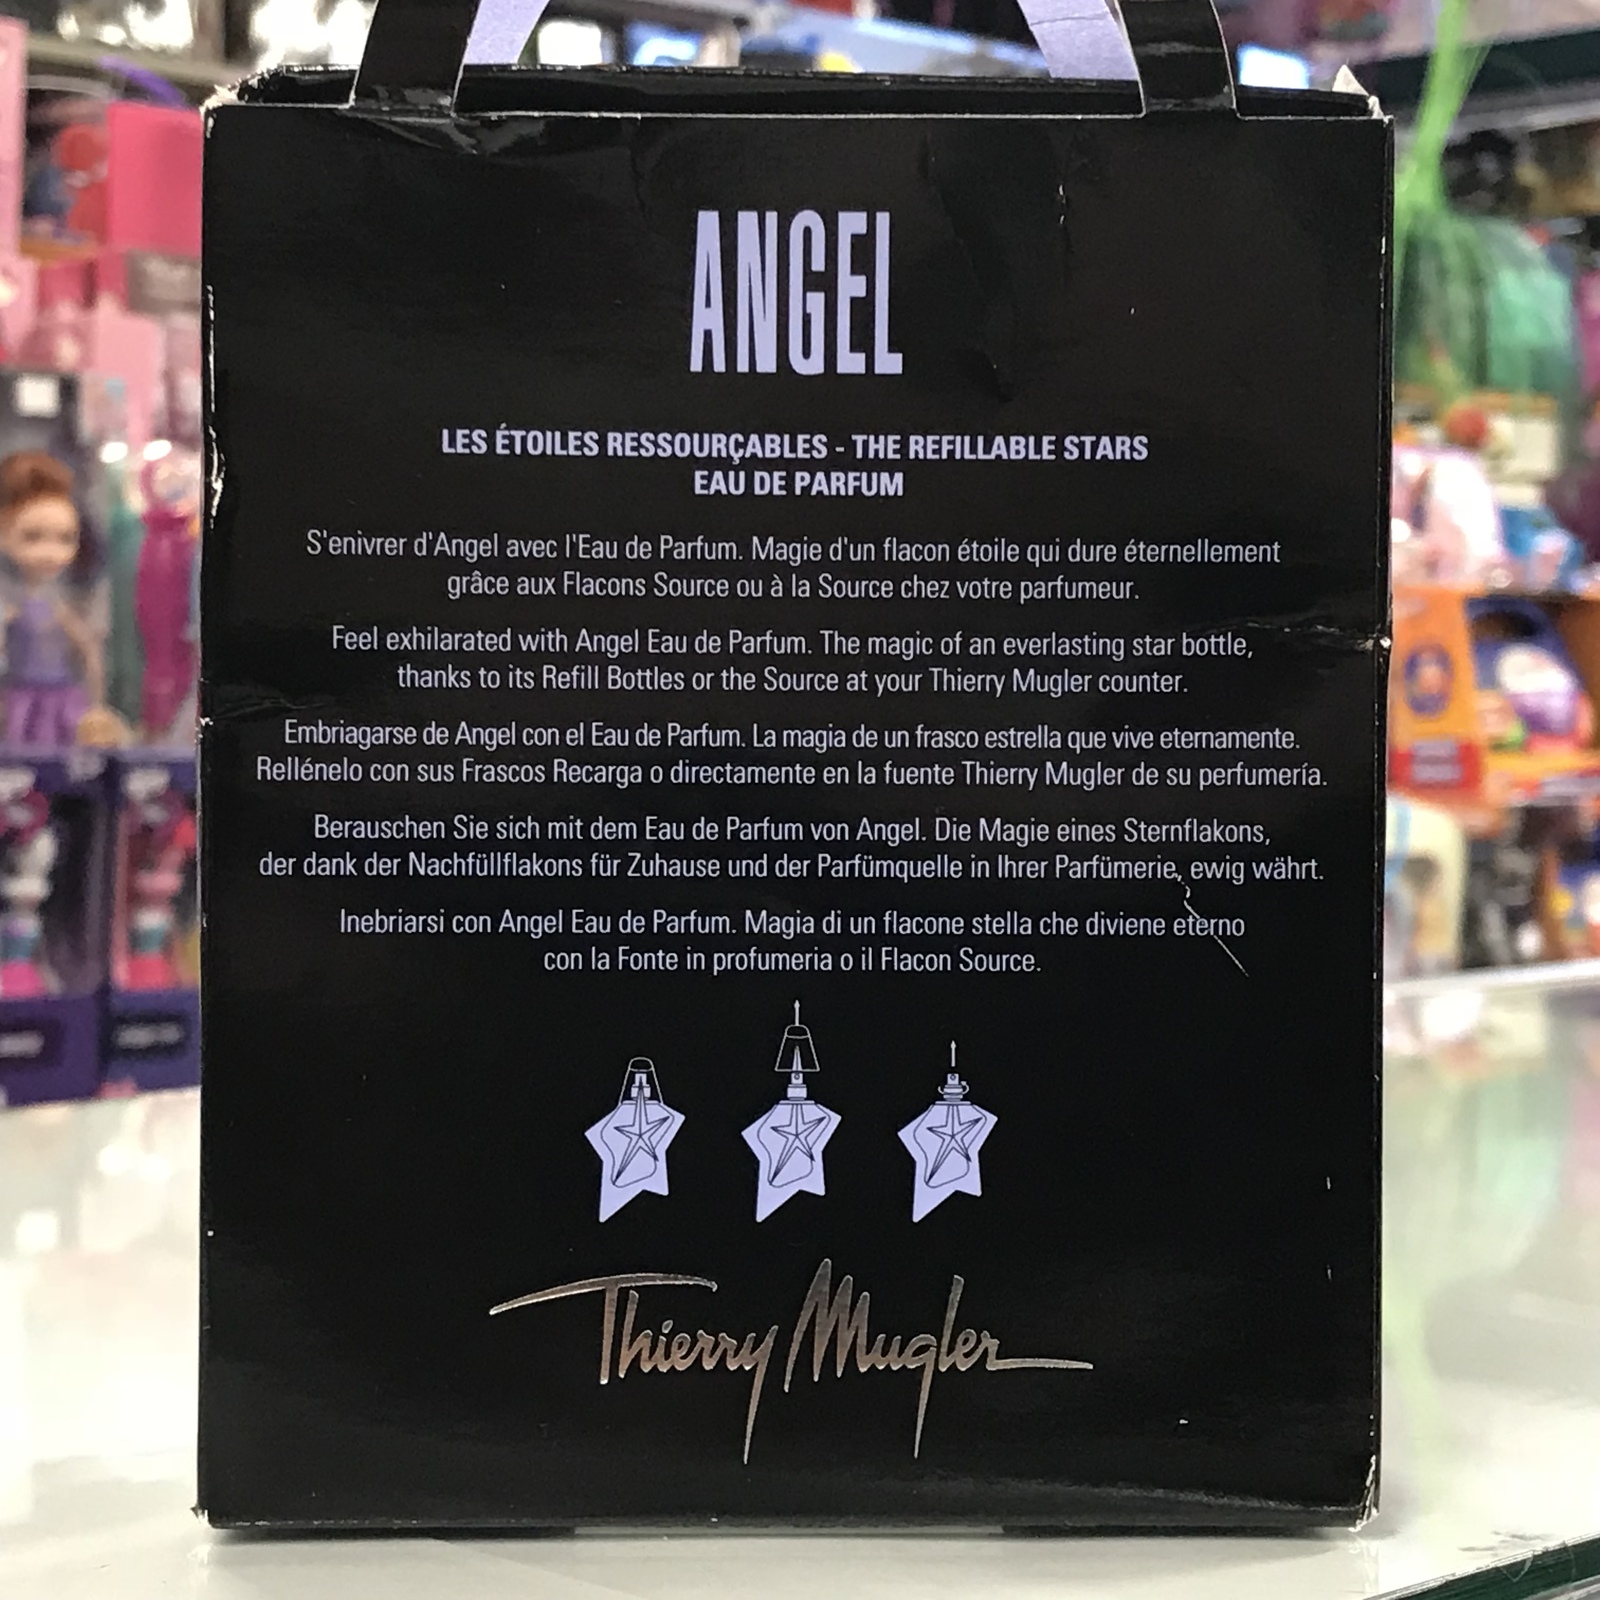 ANGEL
LES ÉTOILES RESSOURÇABLES - THE REFILLABLE STARS
EAU DE PARFUM
S'enivrer d'Angel avec l'Eau de Parfum. Magie d'un flacon étoile qui dure éternellement
grâce aux Flacons Source ou à la Source chez votre parfumeur.
Feel exhilarated with Angel Eau de Parfum. The magic of an everlasting star bottle,
thanks to its Refill Bottles or the Source at your Thierry Mugler counter.
Embriagarse de Angel con el Eau de Parfum. La magia de un frasco estrella que vive eternamente.
Rellénelo con sus Frascos Recarga o directamente en la fuente Thierry Mugler de su perfumería.
Berauschen Sie sich mit dem Eau de Parfum von Angel. Die Magie eines Sternflakons,
der dank der Nachfüllflakons für Zuhause und der Parfümquelle in Ihrer Parfümerie, ewig währt.
Inebriarsi con Angel Eau de Parfum. Magia di un flacone stella che diviene eterno
con la Fonte in profumeria o il Flacon Source.
Thierry Mugler